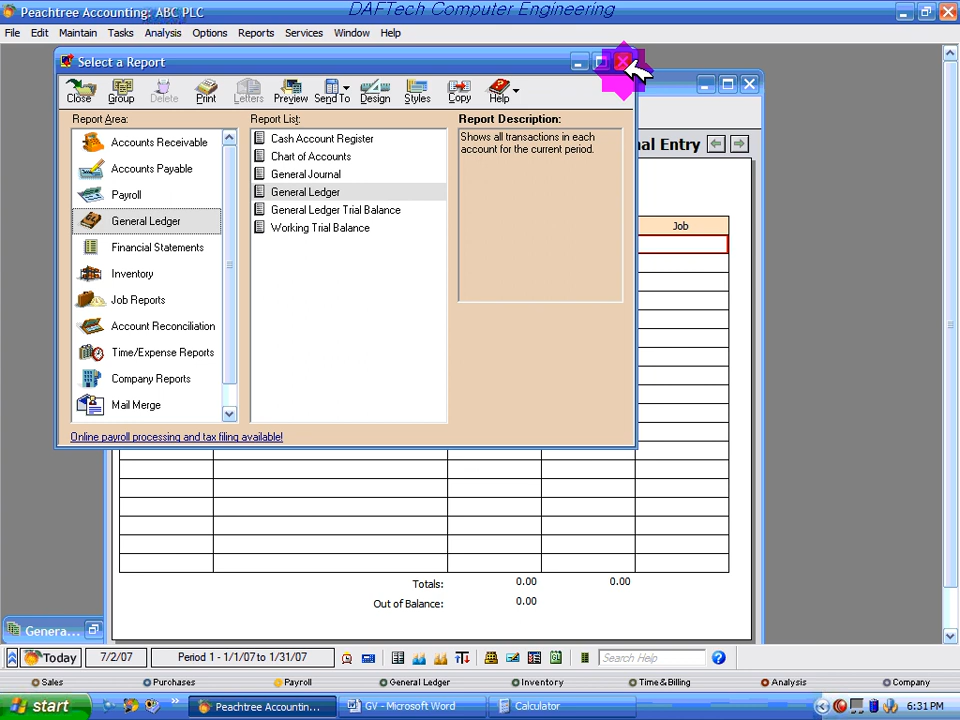 Peachtree Accounting: ABC PLC
DAFTech Computer Engineering
File Edit Maintain Tasks Analysis Options Reports Services Window Help
Select a Report
Close Group Delete Print Letters Preview Send To Design Styles Copy Help
Report Area: Report List: Report Description:
Accounts Receivable
Accounts Payable
Payroll
General Ledger
Financial Statements
Inventory
Job Reports
Account Reconciliation
Time/Expense Reports
Company Reports
Mail Merge
Cash Account Register
Chart of Accounts
General Journal
General Ledger
General Ledger Trial Balance
Working Trial Balance
Shows all transactions in each
account for the current period.
Online payroll processing and tax filing available!
nal Entry
Job
Totals: 0.00 0.00
Out of Balance: 0.00
Genera...
Today 7/2/07 Period 1 - 1/1/07 to 1/31/07 Search Help
Sales Purchases Payroll General Ledger Inventory Time & Billing Analysis Company
start Peachtree Accountin... GV - Microsoft Word Calculator 6:31 PM